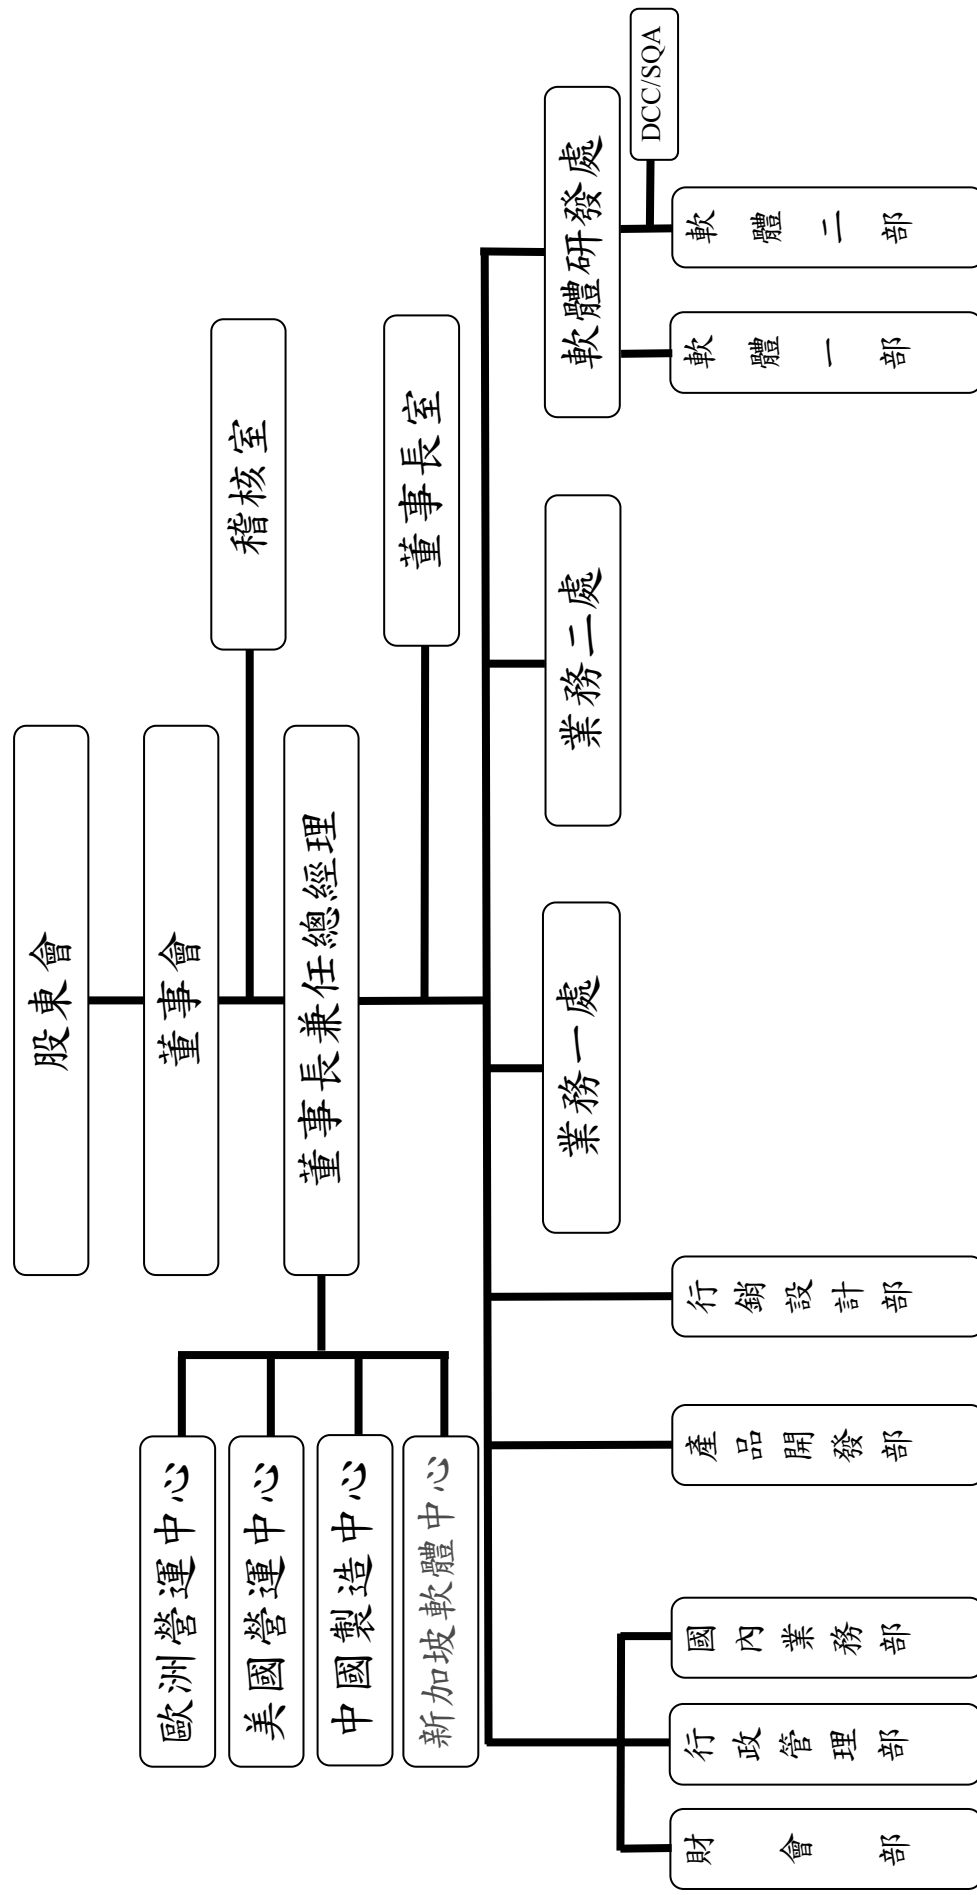 股東會
董事會
稽核室
董事長兼任總經理
董事長室
歐洲營運中心
美國營運中心
中國製造中心
新加坡軟體中心
財會部
行政管理部
國內業務部
產品開發部
行銷設計部
業務一處
業務二處
軟體研發處
軟體一部
軟體二部
DCC/SQA